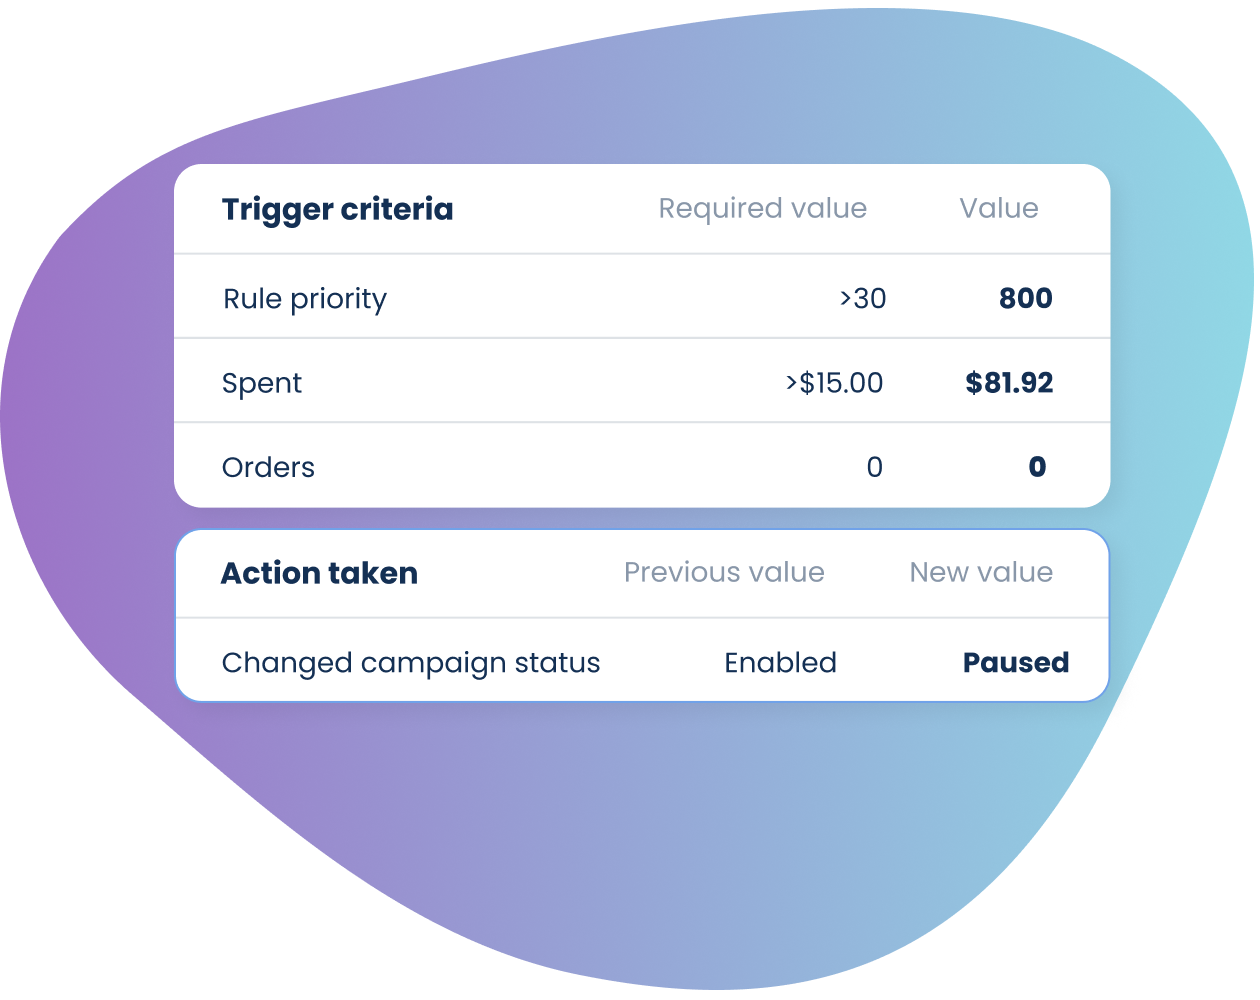 Trigger criteria Required value Value
Rule priority >30 800
Spent >$15.00 $81.92
Orders 0 0
Action taken Previous value New value
Changed campaign status Enabled Paused